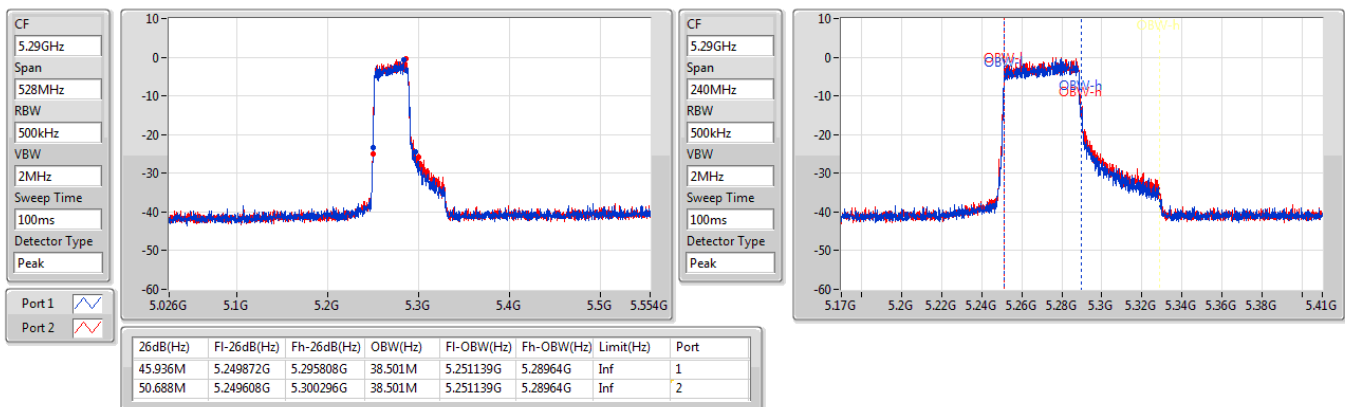 CF
5.29GHz
Span
528MHz
RBW
500kHz
VBW
2MHz
Sweep Time
100ms
Detector Type
Peak
Port 1
Port 2
10
0
-10
-20
-30
-40
-50
-60
5.026G 5.1G 5.2G 5.3G 5.4G 5.5G 5.554G
CF
5.29GHz
Span
240MHz
RBW
500kHz
VBW
2MHz
Sweep Time
100ms
Detector Type
Peak
10
0
-10
-20
-30
-40
-50
-60
OBW-h
OBW-l
OBW-l
OBW-h
OBW-h
5.17G 5.2G 5.22G 5.24G 5.26G 5.28G 5.3G 5.32G 5.34G 5.36G 5.38G 5.41G
26dB(Hz) Fl-26dB(Hz) Fh-26dB(Hz) OBW(Hz) Fl-OBW(Hz) Fh-OBW(Hz) Limit(Hz) Port
45.936M 5.249872G 5.295808G 38.501M 5.251139G 5.28964G Inf 1
50.688M 5.249608G 5.300296G 38.501M 5.251139G 5.28964G Inf 2